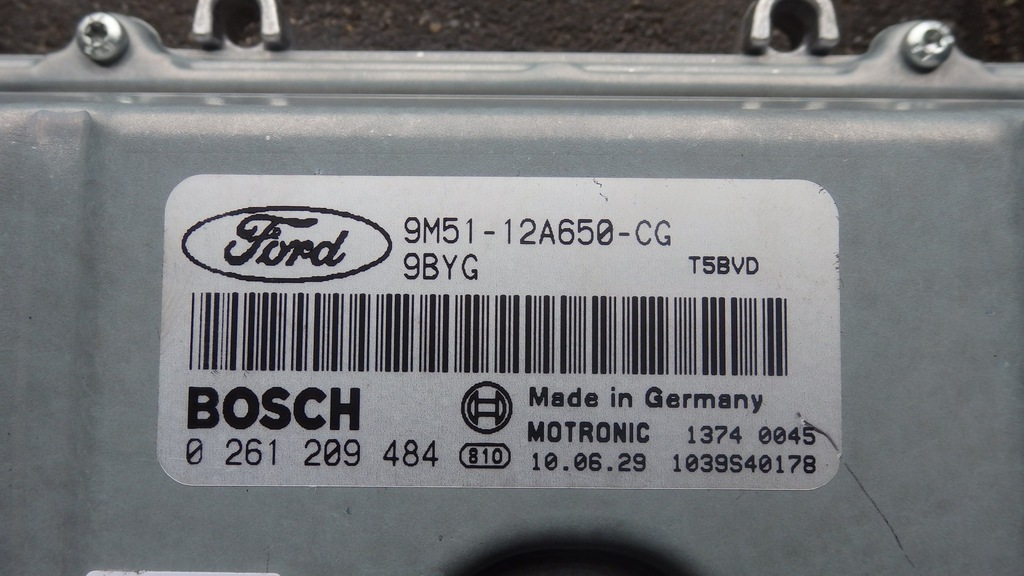 Ford 9M51-12A650-CG
9BYG T5BVD
BOSCH Made in Germany
MOTRONIC 1374 0045
0 261 209 484 810 10.06.29 1039S40178